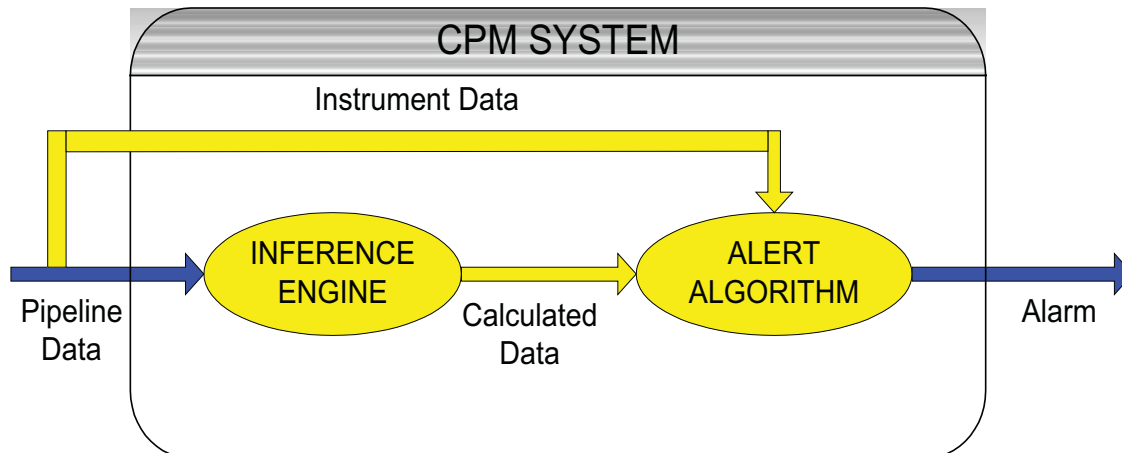 CPM SYSTEM
Instrument Data
INFERENCE
ENGINE
ALERT
ALGORITHM
Pipeline
Data
Calculated
Data
Alarm